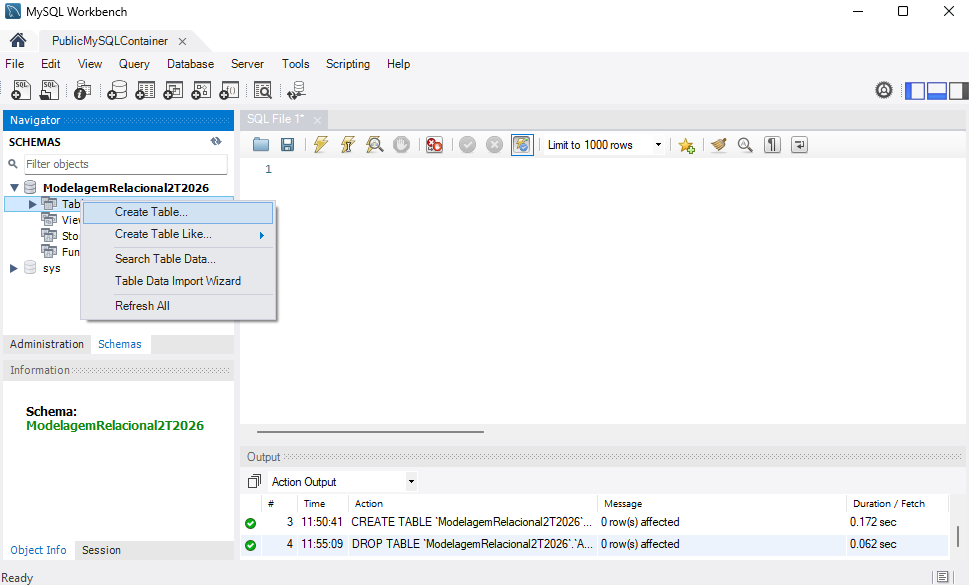 MySQL Workbench
PublicMySQLContainer
File Edit View Query Database Server Tools Scripting Help
Navigator
SCHEMAS
Filter objects
ModelagemRelacional2T2026
Tab
Vie
Sto
Fun
sys
Create Table...
Create Table Like...
Search Table Data...
Table Data Import Wizard
Refresh All
Administration Schemas
Information
Schema:
ModelagemRelacional2T2026
Object Info Session
SQL File 1*
Limit to 1000 rows
1
Output
Action Output
# Time Action Message Duration / Fetch
3 11:50:41 CREATE TABLE `ModelagemRelacional2T2026`... 0 row(s) affected 0.172 sec
4 11:55:09 DROP TABLE `ModelagemRelacional2T2026`.`A... 0 row(s) affected 0.062 sec
Ready